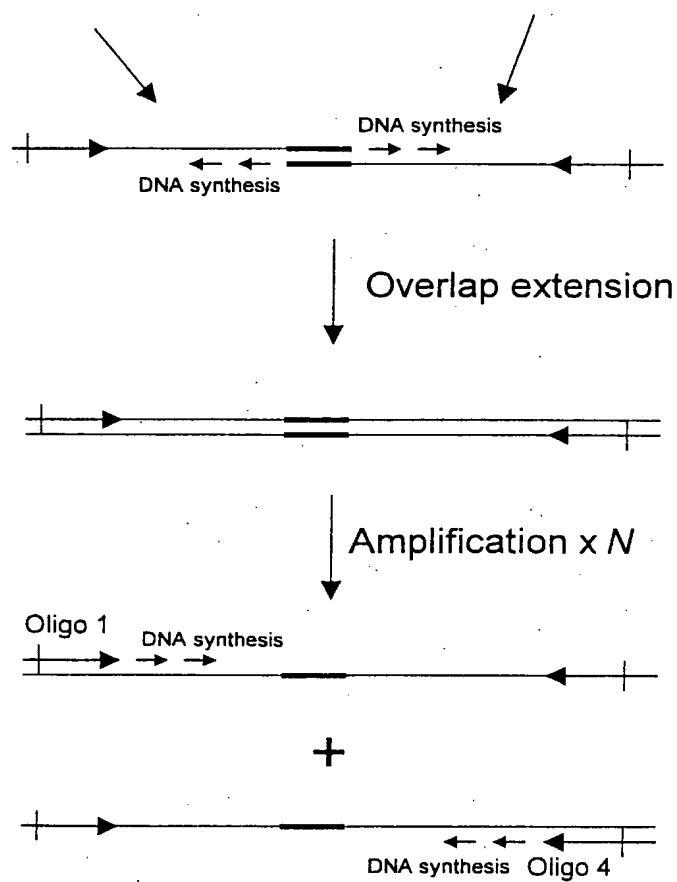 DNA synthesis
DNA synthesis
Overlap extension
Amplification x N
Oligo 1
DNA synthesis
+
DNA synthesis Oligo 4